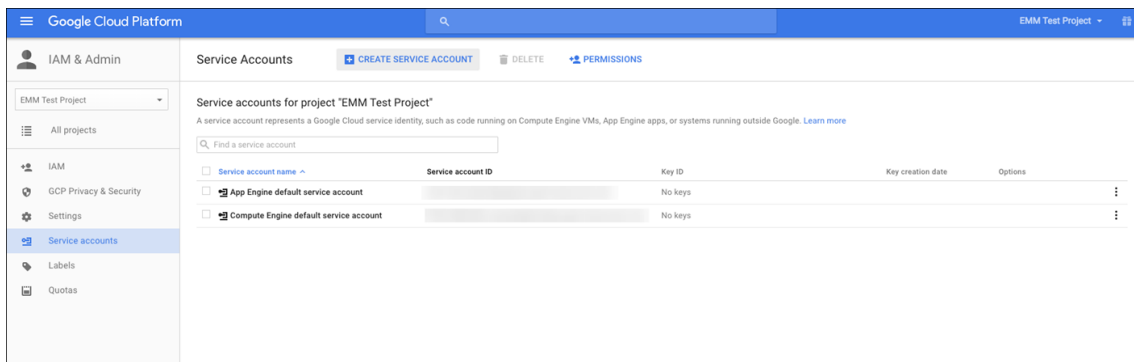 Google Cloud Platform
EMM Test Project
IAM & Admin
EMM Test Project
All projects
IAM
GCP Privacy & Security
Settings
Service accounts
Labels
Quotas
Service Accounts
CREATE SERVICE ACCOUNT
DELETE
PERMISSIONS
Service accounts for project "EMM Test Project"
A service account represents a Google Cloud service identity, such as code running on Compute Engine VMs, App Engine apps, or systems running outside Google. Learn more
Find a service account
Service account name Service account ID Key ID Key creation date Options
App Engine default service account No keys
Compute Engine default service account No keys